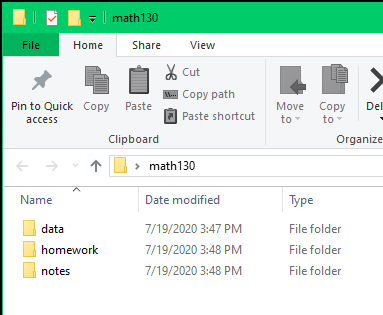 math130
File Home Share View
Pin to Quick access
Copy
Paste
Cut
Copy path
Paste shortcut
Move to
Copy to
Clipboard
Organize
math130
Name Date modified Type
data 7/19/2020 3:47 PM File folder
homework 7/19/2020 3:48 PM File folder
notes 7/19/2020 3:48 PM File folder